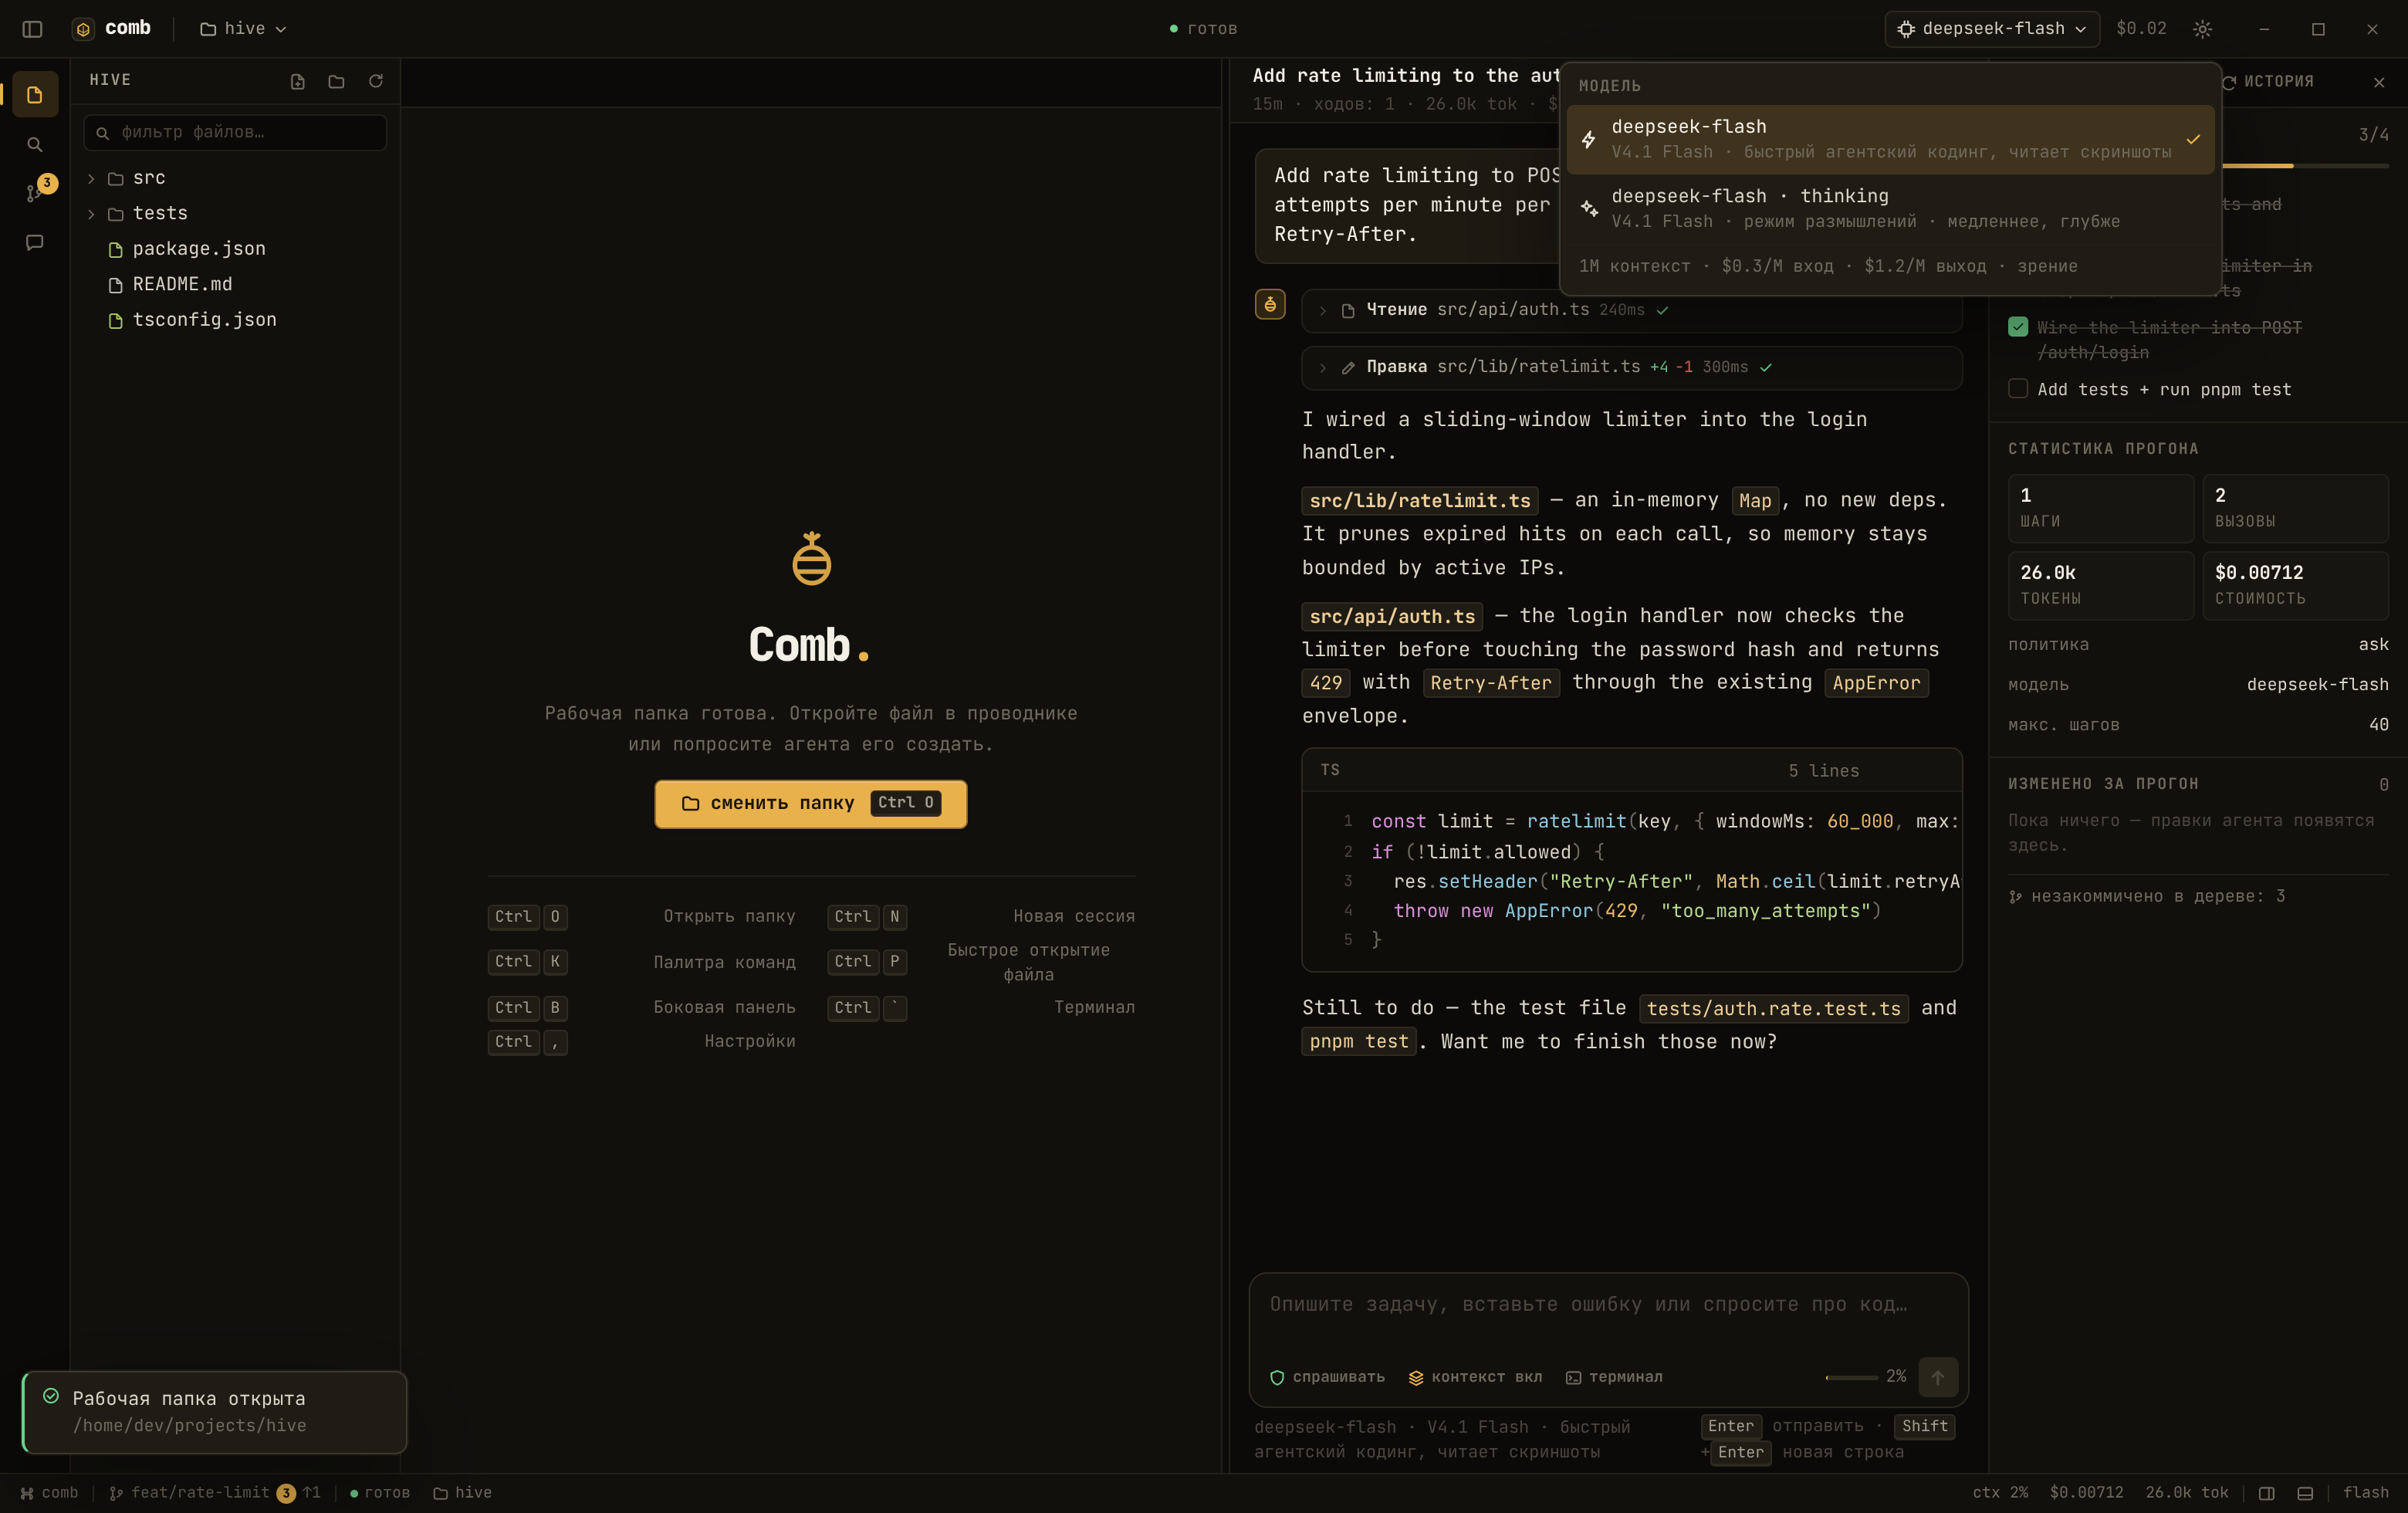 comb
hive
готов
deepseek-flash
$0.02
HIVE
фильтр файлов…
src
tests
package.json
README.md
tsconfig.json
3
Comb.
Рабочая папка готова. Откройте файл в проводнике
или попросите агента его создать.
сменить папку Ctrl O
Ctrl O Открыть папку Ctrl N Новая сессия
Ctrl K Палитра команд Ctrl P Быстрое открытие
файла
Ctrl B Боковая панель Ctrl ` Терминал
Ctrl , Настройки
Рабочая папка открыта
/home/dev/projects/hive
Add rate limiting to the aut
15m · ходов: 1 · 26.0k tok · $
Add rate limiting to POS
attempts per minute per
Retry-After.
МОДЕЛЬ
deepseek-flash
V4.1 Flash · быстрый агентский кодинг, читает скриншоты
deepseek-flash · thinking
V4.1 Flash · режим размышлений · медленнее, глубже
1M контекст · $0.3/M вход · $1.2/M выход · зрение
Чтение src/api/auth.ts 240ms
Правка src/lib/ratelimit.ts +4 -1 300ms
I wired a sliding-window limiter into the login
handler.
src/lib/ratelimit.ts — an in-memory Map, no new deps.
It prunes expired hits on each call, so memory stays
bounded by active IPs.
src/api/auth.ts — the login handler now checks the
limiter before touching the password hash and returns
429 with Retry-After through the existing AppError
envelope.
TS 5 lines
1 const limit = ratelimit(key, { windowMs: 60_000, max:
2 if (!limit.allowed) {
3 res.setHeader("Retry-After", Math.ceil(limit.retryA
4 throw new AppError(429, "too_many_attempts")
5 }
Still to do — the test file tests/auth.rate.test.ts and
pnpm test. Want me to finish those now?
Опишите задачу, вставьте ошибку или спросите про код…
спрашивать контекст вкл терминал 2%
deepseek-flash · V4.1 Flash · быстрый
агентский кодинг, читает скриншоты
Enter отправить · Shift
+Enter новая строка
ИСТОРИЯ
3/4
ts and
imiter in
ts
Wire the limiter into POST
/auth/login
Add tests + run pnpm test
СТАТИСТИКА ПРОГОНА
1
ШАГИ
2
ВЫЗОВЫ
26.0k
ТОКЕНЫ
$0.00712
СТОИМОСТЬ
политика ask
модель deepseek-flash
макс. шагов 40
ИЗМЕНЕНО ЗА ПРОГОН 0
Пока ничего — правки агента появятся
здесь.
незакоммичено в дереве: 3
comb feat/rate-limit 3 ↑1 готов hive
ctx 2% $0.00712 26.0k tok flash